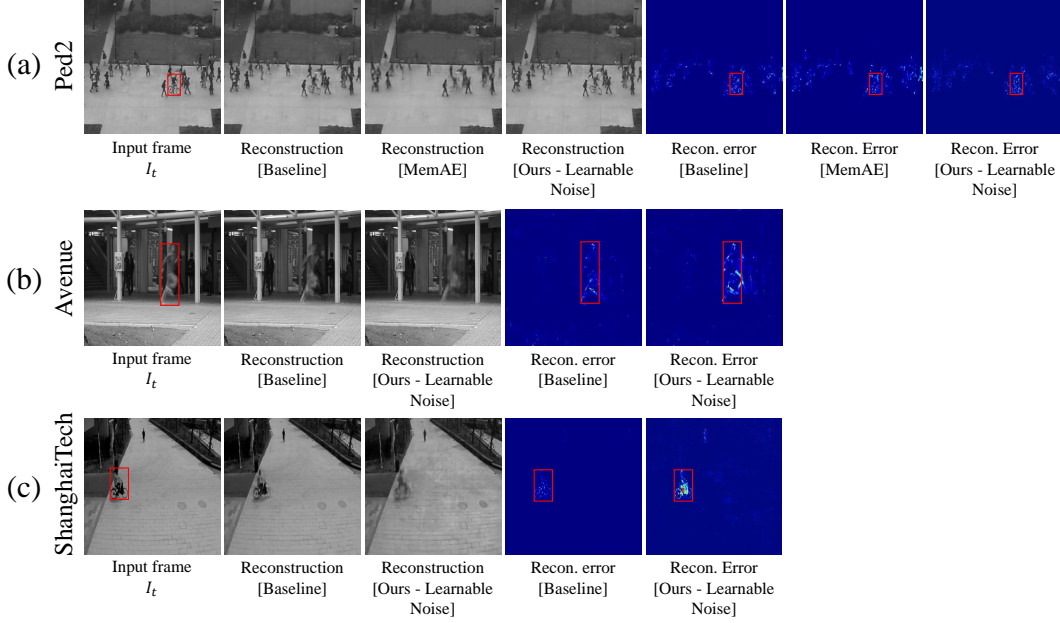 (a)
Ped2
Input frame
I_t
Reconstruction
[Baseline]
Reconstruction
[MemAE]
Reconstruction
[Ours - Learnable
Noise]
Recon. error
[Baseline]
Recon. Error
[MemAE]
Recon. Error
[Ours - Learnable
Noise]
(b)
Avenue
Input frame
I_t
Reconstruction
[Baseline]
Reconstruction
[Ours - Learnable
Noise]
Recon. error
[Baseline]
Recon. Error
[Ours - Learnable
Noise]
(c)
ShanghaiTech
Input frame
I_t
Reconstruction
[Baseline]
Reconstruction
[Ours - Learnable
Noise]
Recon. error
[Baseline]
Recon. Error
[Ours - Learnable
Noise]